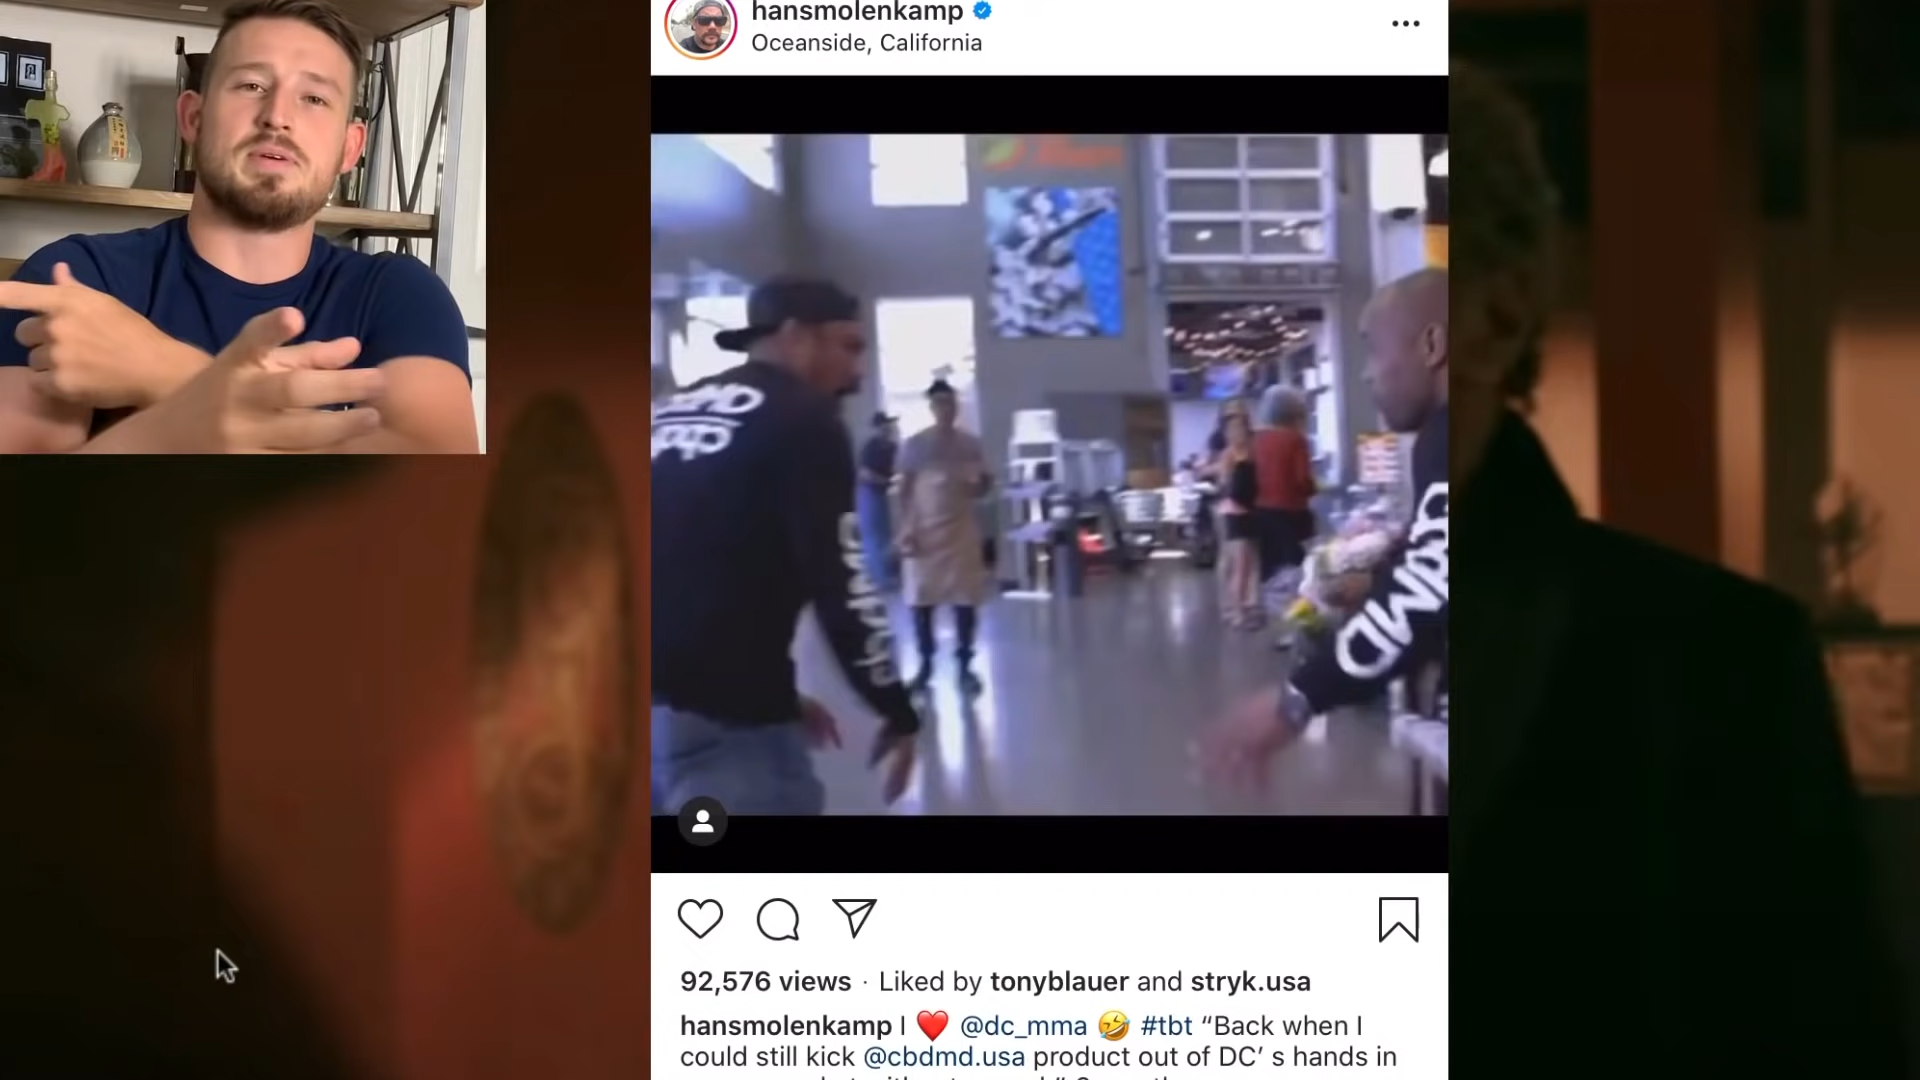 hansmolenkamp
Oceanside, California
cbdMD
92,576 views · Liked by tonyblauer and stryk.usa
hansmolenkamp I ❤️ @dc_mma 🤣 #tbt “Back when I
could still kick @cbdmd.usa product out of DC’ s hands in